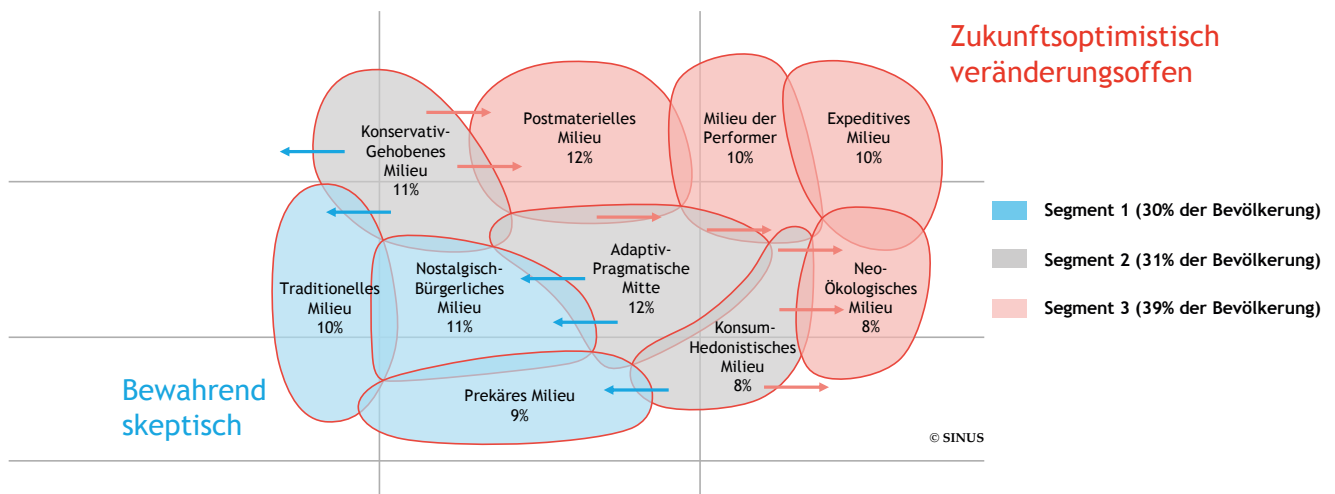 Zukunftsoptimistisch
veränderungsoffen
Konservativ-
Gehobenes
Milieu
11%
Postmaterielles
Milieu
12%
Milieu der
Performer
10%
Expeditives
Milieu
10%
Traditionelles
Milieu
10%
Nostalgisch-
Bürgerliches
Milieu
11%
Adaptiv-
Pragmatische
Mitte
12%
Konsum-
Hedonistisches
Milieu
8%
Neo-
Ökologisches
Milieu
8%
Prekäres Milieu
9%
Bewahrend
skeptisch
© SINUS
Segment 1 (30% der Bevölkerung)
Segment 2 (31% der Bevölkerung)
Segment 3 (39% der Bevölkerung)